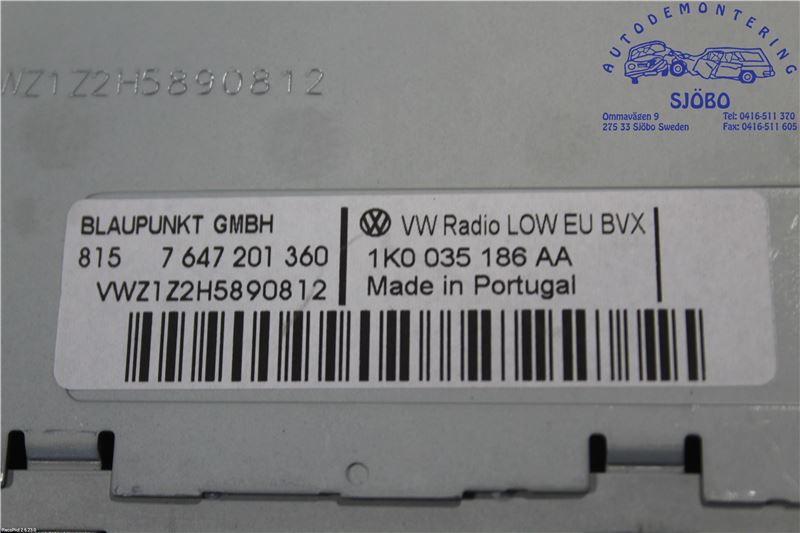 AUTODEMONTERING
SJÖBO
Ommavägen 9
275 33 Sjöbo Sweden
Tel: 0416-511 370
Fax: 0416-511 605
WZ1Z2H5890812
BLAUPUNKT GMBH
815 7 647 201 360
VWZ1Z2H5890812
VW Radio LOW EU BVX
1K0 035 186 AA
Made in Portugal